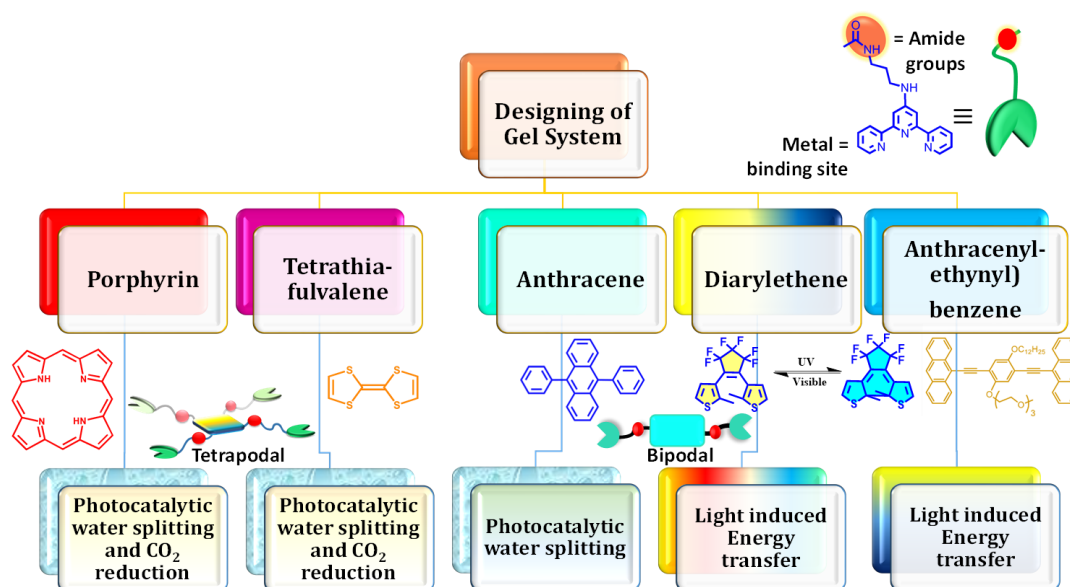 O
NH
= Amide
groups
NH
N
N
N
≡
Metal =
binding site
Designing of
Gel System
Porphyrin
Tetrathia-
fulvalene
Anthracene
Diarylethene
Anthracenyl-
ethynyl)
benzene
NH
N
N
HN
Tetrapodal
S
S
S
S
Bipodal
F
F
F
F
F
F
S
S
UV
Visible
F
F
F
F
F
F
S
S
OC12H25
O
O
3
Photocatalytic
water splitting
and CO2
reduction
Photocatalytic
water splitting
and CO2
reduction
Photocatalytic
water splitting
Light induced
Energy
transfer
Light induced
Energy
transfer